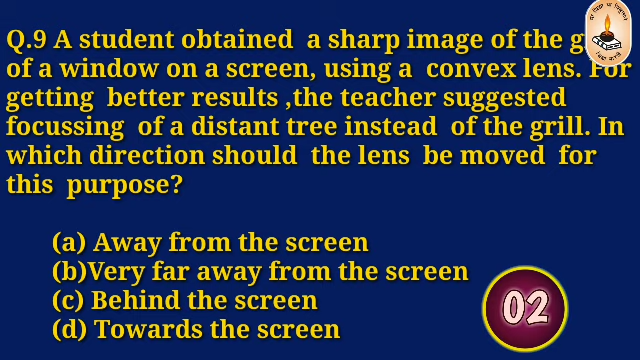 Q.9 A student obtained a sharp image of the
of a window on a screen, using a convex lens. For
getting better results ,the teacher suggested
focussing of a distant tree instead of the grill. In
which direction should the lens be moved for
this purpose?
(a) Away from the screen
(b)Very far away from the screen
(c) Behind the screen
(d) Towards the screen
02